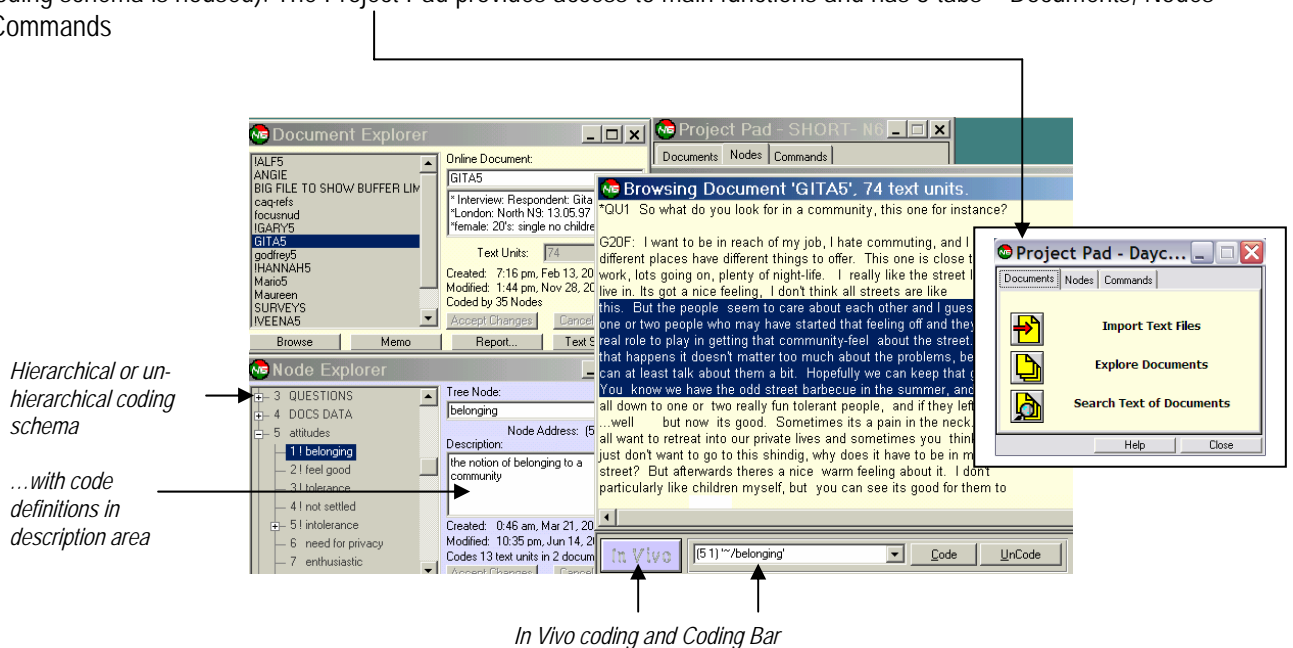 schema is housed). The Project Pad provides access to main functions and has 3 tabs – Documents, Nodes
Commands
Document Explorer
!ALF5
ANGIE
BIG FILE TO SHOW BUFFER LIM
caq-refs
focusnud
!GARY5
GITA5
godfrey5
!HANNAH5
Mario5
Maureen
SURVEYS
!VEENA5
Online Document:
GITA5
* Interview: Respondent: Gita
*London: North N9: 13.05.97
*female: 20's: single no childre
Text Units: 74
Created: 7:16 pm, Feb 13, 20
Modified: 1:44 pm, Nov 28, 20
Coded by 35 Nodes
Accept Changes Cancel
Browse Memo Report... Text S
Project Pad - SHORT- N6
Documents Nodes Commands
Browsing Document 'GITA5', 74 text units.
*QU1 So what do you look for in a community, this one for instance?
G20F: I want to be in reach of my job, I hate commuting, and I
different places have different things to offer. This one is close t
work, lots going on, plenty of night-life. I really like the street I
live in. Its got a nice feeling, I don't think all streets are like
this. But the people seem to care about each other and I gues
one or two people who may have started that feeling off and they
real role to play in getting that community-feel about the street.
that happens it doesn't matter too much about the problems, be
can at least talk about them a bit. Hopefully we can keep that g
You know we have the odd street barbecue in the summer, and
all down to one or two really fun tolerant people, and if they left
...well but now its good. Sometimes its a pain in the neck.
all want to retreat into our private lives and sometimes you think
just don't want to go to this shindig, why does it have to be in m
street? But afterwards theres a nice warm feeling about it. I don't
particularly like children myself, but you can see its good for them to
In Vivo
(5 1) '~/belonging'
Code UnCode
Project Pad - Dayc...
Documents Nodes Commands
Import Text Files
Explore Documents
Search Text of Documents
Help Close
Node Explorer
3 QUESTIONS
4 DOCS DATA
5 attitudes
1 ! belonging
2 ! feel good
3 ! tolerance
4 ! not settled
5 ! intolerance
6 need for privacy
7 enthusiastic
Tree Node:
belonging
Node Address: (5
Description:
the notion of belonging to a
community
Created: 0:46 am, Mar 21, 20
Modified: 10:35 pm, Jun 14, 2
Codes 13 text units in 2 docum
Accept Changes Cancel
Hierarchical or un-
hierarchical coding
schema
...with code
definitions in
description area
In Vivo coding and Coding Bar